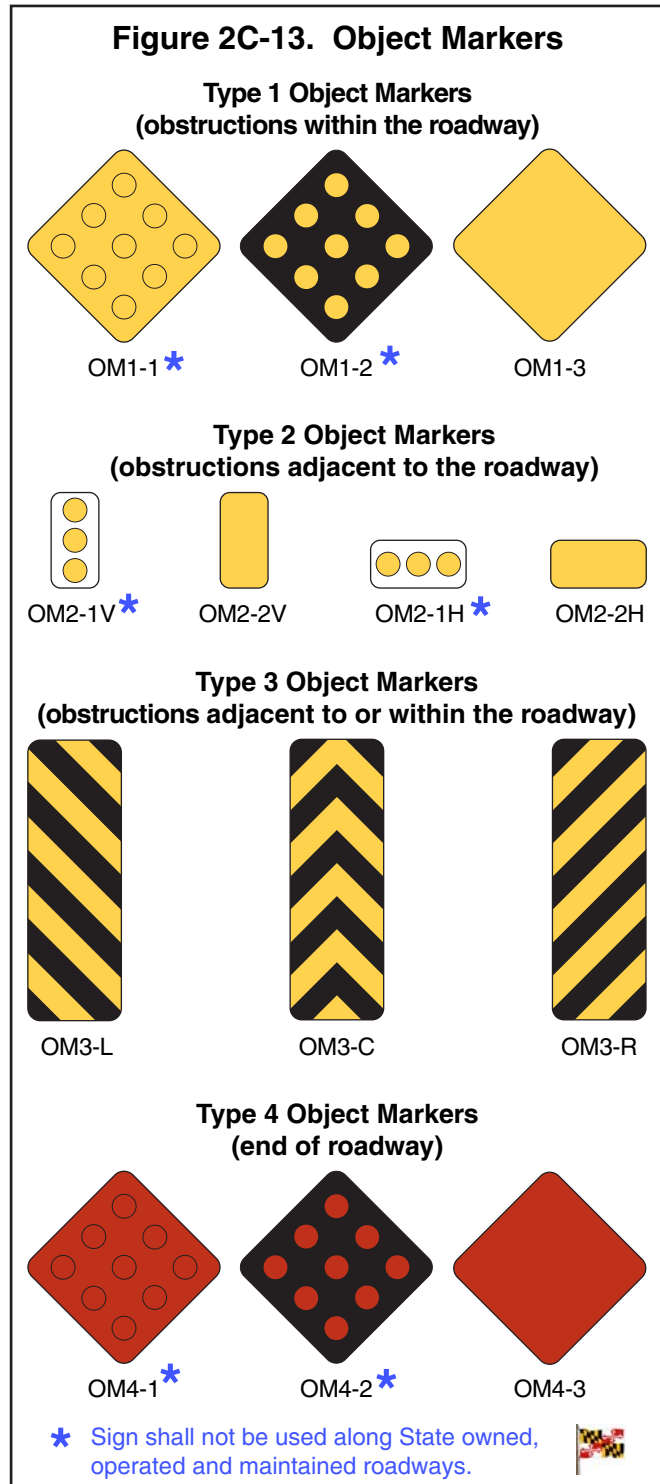 Figure 2C-13. Object Markers
Type 1 Object Markers
(obstructions within the roadway)
OM1-1 * OM1-2 * OM1-3
Type 2 Object Markers
(obstructions adjacent to the roadway)
OM2-1V * OM2-2V OM2-1H * OM2-2H
Type 3 Object Markers
(obstructions adjacent to or within the roadway)
OM3-L OM3-C OM3-R
Type 4 Object Markers
(end of roadway)
OM4-1 * OM4-2 * OM4-3
* Sign shall not be used along State owned,
operated and maintained roadways.